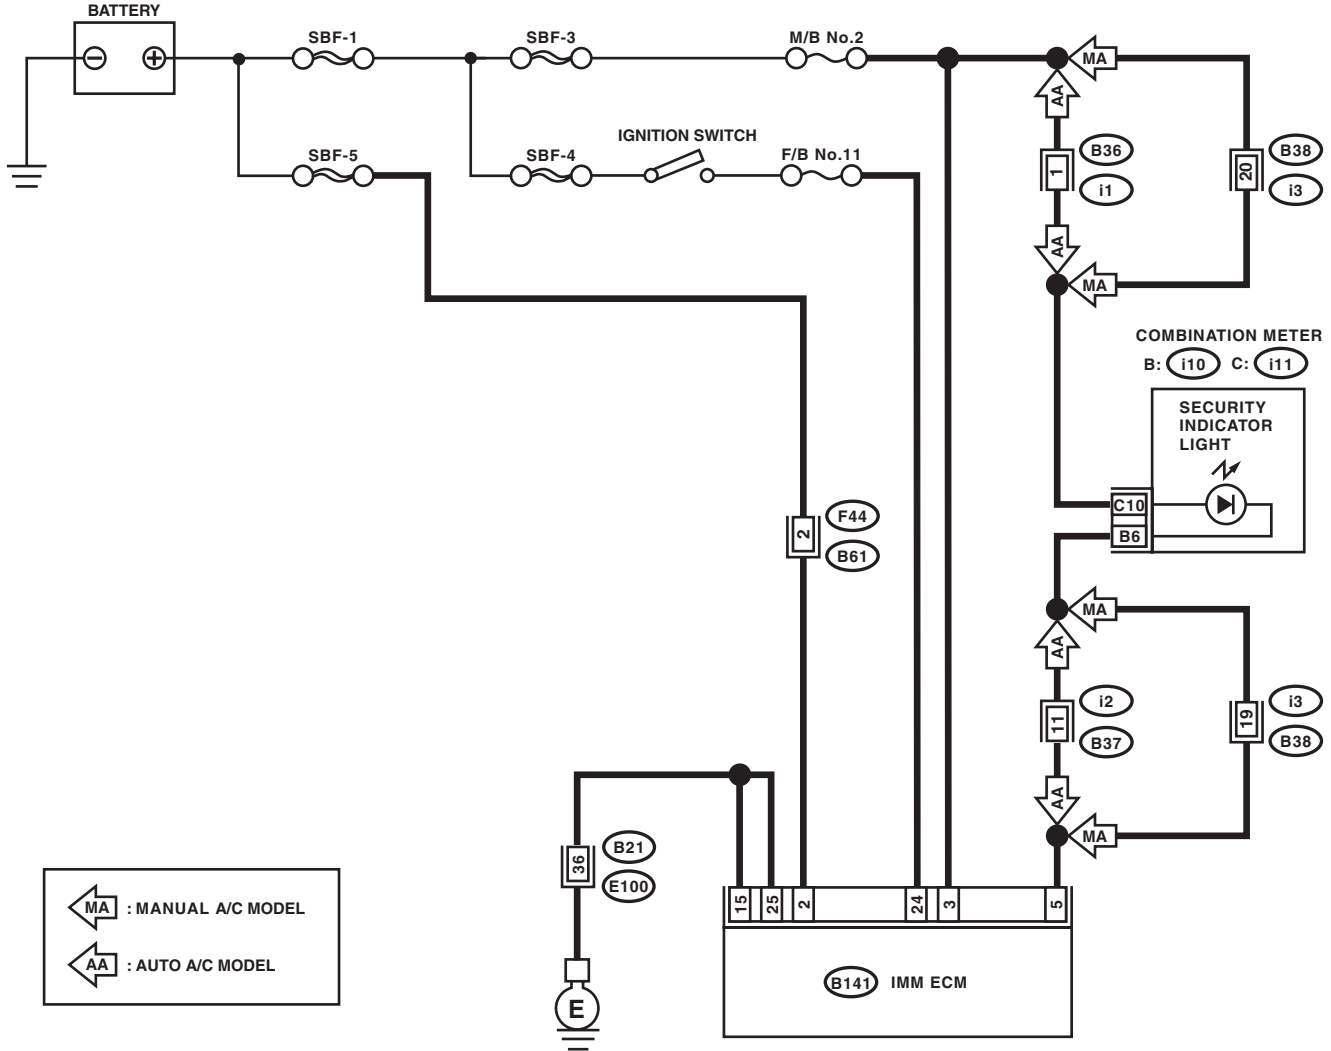 BATTERY
SBF-1
SBF-3
M/B No.2
MA
AA
SBF-5
SBF-4
IGNITION SWITCH
F/B No.11
1
B36
i1
20
B38
i3
AA
MA
COMBINATION METER
B: i10 C: i11
SECURITY
INDICATOR
LIGHT
C10
B6
2
F44
B61
MA
AA
11
i2
B37
19
i3
B38
AA
MA
36
B21
E100
E
15
25
2
24
3
5
B141 IMM ECM
MA : MANUAL A/C MODEL
AA : AUTO A/C MODEL